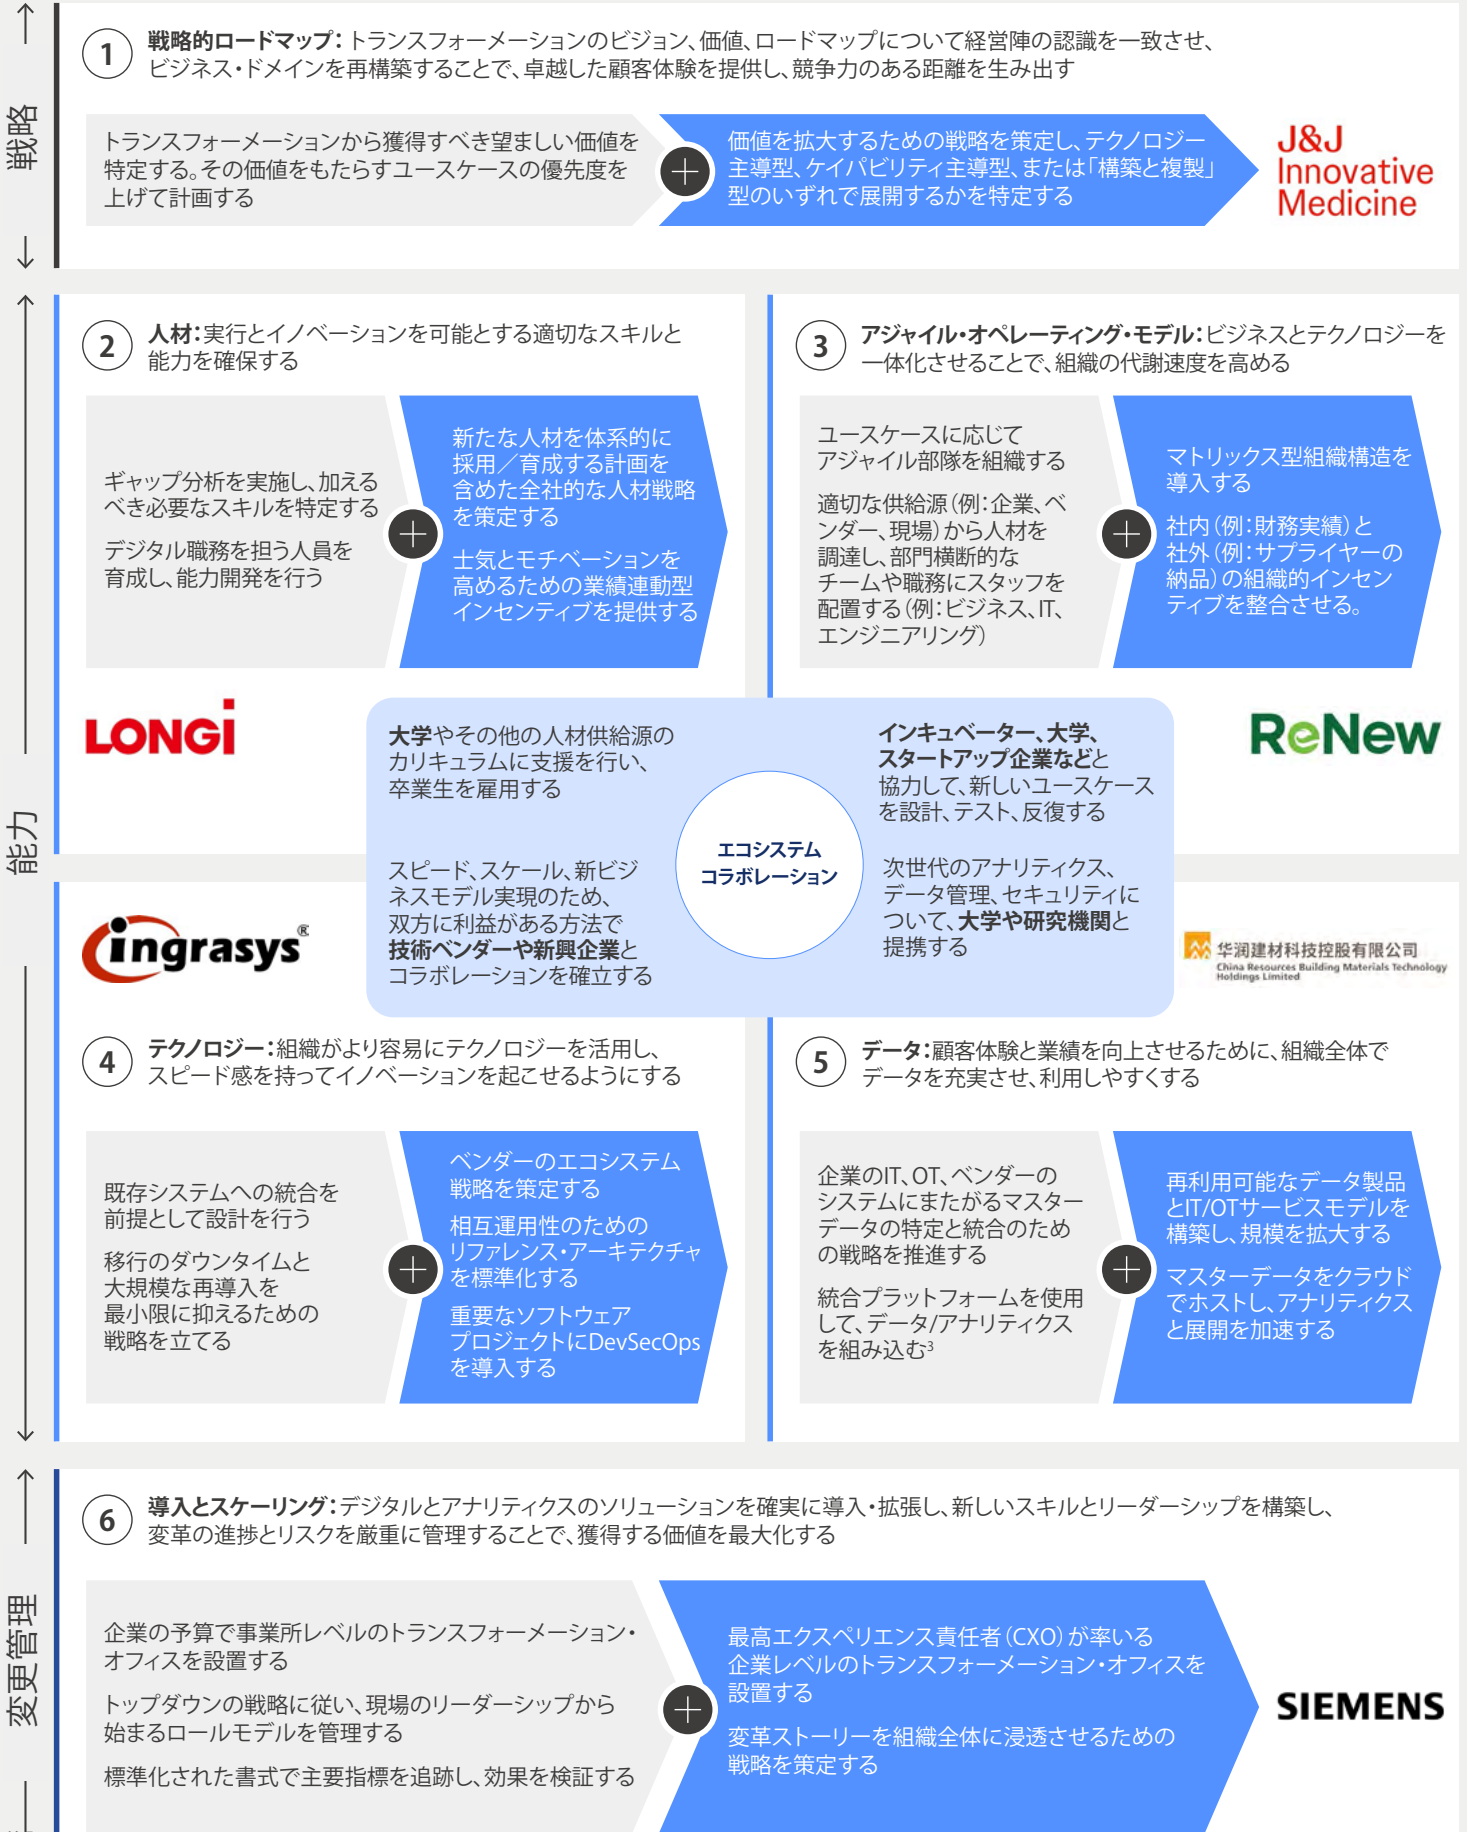 戦略
1
戦略的ロードマップ：トランスフォーメーションのビジョン、価値、ロードマップについて経営陣の認識を一致させ、
ビジネス・ドメインを再構築することで、卓越した顧客体験を提供し、競争力のある距離を生み出す
トランスフォーメーションから獲得すべき望ましい価値を
特定する。その価値をもたらすユースケースの優先度を
上げて計画する
価値を拡大するための戦略を策定し、テクノロジー
主導型、ケイパビリティ主導型、または「構築と複製」
型のいずれで展開するかを特定する
J&J
Innovative
Medicine
能力
2
人材：実行とイノベーションを可能とする適切なスキルと
能力を確保する
ギャップ分析を実施し、加える
べき必要なスキルを特定する
デジタル職務を担う人員を
育成し、能力開発を行う
新たな人材を体系的に
採用／育成する計画を
含めた全社的な人材戦略
を策定する
士気とモチベーションを
高めるための業績連動型
インセンティブを提供する
LONGi
3
アジャイル・オペレーティング・モデル：ビジネスとテクノロジーを
一体化させることで、組織の代謝速度を高める
ユースケースに応じて
アジャイル部隊を組織する
適切な供給源（例：企業、ベ
ンダー、現場）から人材を
調達し、部門横断的な
チームや職務にスタッフを
配置する（例：ビジネス、IT、
エンジニアリング）
マトリックス型組織構造を
導入する
社内（例：財務実績）と
社外（例：サプライヤーの
納品）の組織的インセン
ティブを整合させる。
ReNew
大学やその他の人材供給源の
カリキュラムに支援を行い、
卒業生を雇用する
インキュベーター、大学、
スタートアップ企業などと
協力して、新しいユースケース
を設計、テスト、反復する
エコシステム
コラボレーション
スピード、スケール、新ビジ
ネスモデル実現のため、
双方に利益がある方法で
技術ベンダーや新興企業と
コラボレーションを確立する
次世代のアナリティクス、
データ管理、セキュリティに
ついて、大学や研究機関と
提携する
ingrasys®
华润建材科技控股有限公司
China Resources Building Materials Technology
Holdings Limited
4
テクノロジー：組織がより容易にテクノロジーを活用し、
スピード感を持ってイノベーションを起こせるようにする
既存システムへの統合を
前提として設計を行う
移行のダウンタイムと
大規模な再導入を
最小限に抑えるための
戦略を立てる
ベンダーのエコシステム
戦略を策定する
相互運用性のための
リファレンス・アーキテクチャ
を標準化する
重要なソフトウェア
プロジェクトにDevSecOps
を導入する
5
データ：顧客体験と業績を向上させるために、組織全体で
データを充実させ、利用しやすくする
企業のIT、OT、ベンダーの
システムにまたがるマスター
データの特定と統合のため
の戦略を推進する
統合プラットフォームを使用
して、データ/アナリティクス
を組み込む³
再利用可能なデータ製品
とIT/OTサービスモデルを
構築し、規模を拡大する
マスターデータをクラウド
でホストし、アナリティクス
と展開を加速する
変更管理
6
導入とスケーリング：デジタルとアナリティクスのソリューションを確実に導入・拡張し、新しいスキルとリーダーシップを構築し、
変革の進捗とリスクを厳重に管理することで、獲得する価値を最大化する
企業の予算で事業所レベルのトランスフォーメーション・
オフィスを設置する
トップダウンの戦略に従い、現場のリーダーシップから
始まるロールモデルを管理する
標準化された書式で主要指標を追跡し、効果を検証する
最高エクスペリエンス責任者（CXO）が率いる
企業レベルのトランスフォーメーション・オフィスを
設置する
変革ストーリーを組織全体に浸透させるための
戦略を策定する
SIEMENS